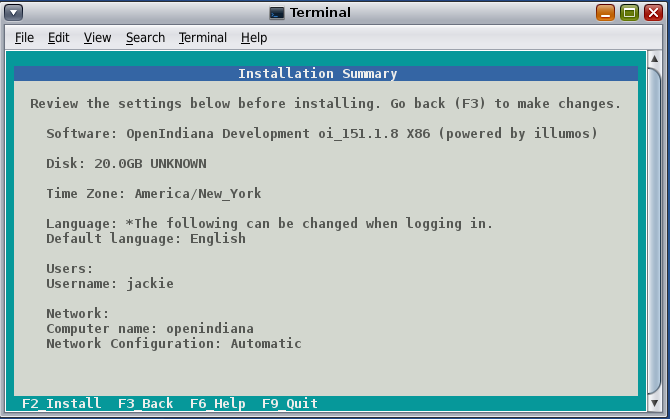 Terminal
File Edit View Search Terminal Help
Installation Summary
Review the settings below before installing. Go back (F3) to make changes.
Software: OpenIndiana Development oi_151.1.8 X86 (powered by illumos)
Disk: 20.0GB UNKNOWN
Time Zone: America/New_York
Language: *The following can be changed when logging in.
Default language: English
Users:
Username: jackie
Network:
Computer name: openindiana
Network Configuration: Automatic
F2_Install F3_Back F6_Help F9_Quit